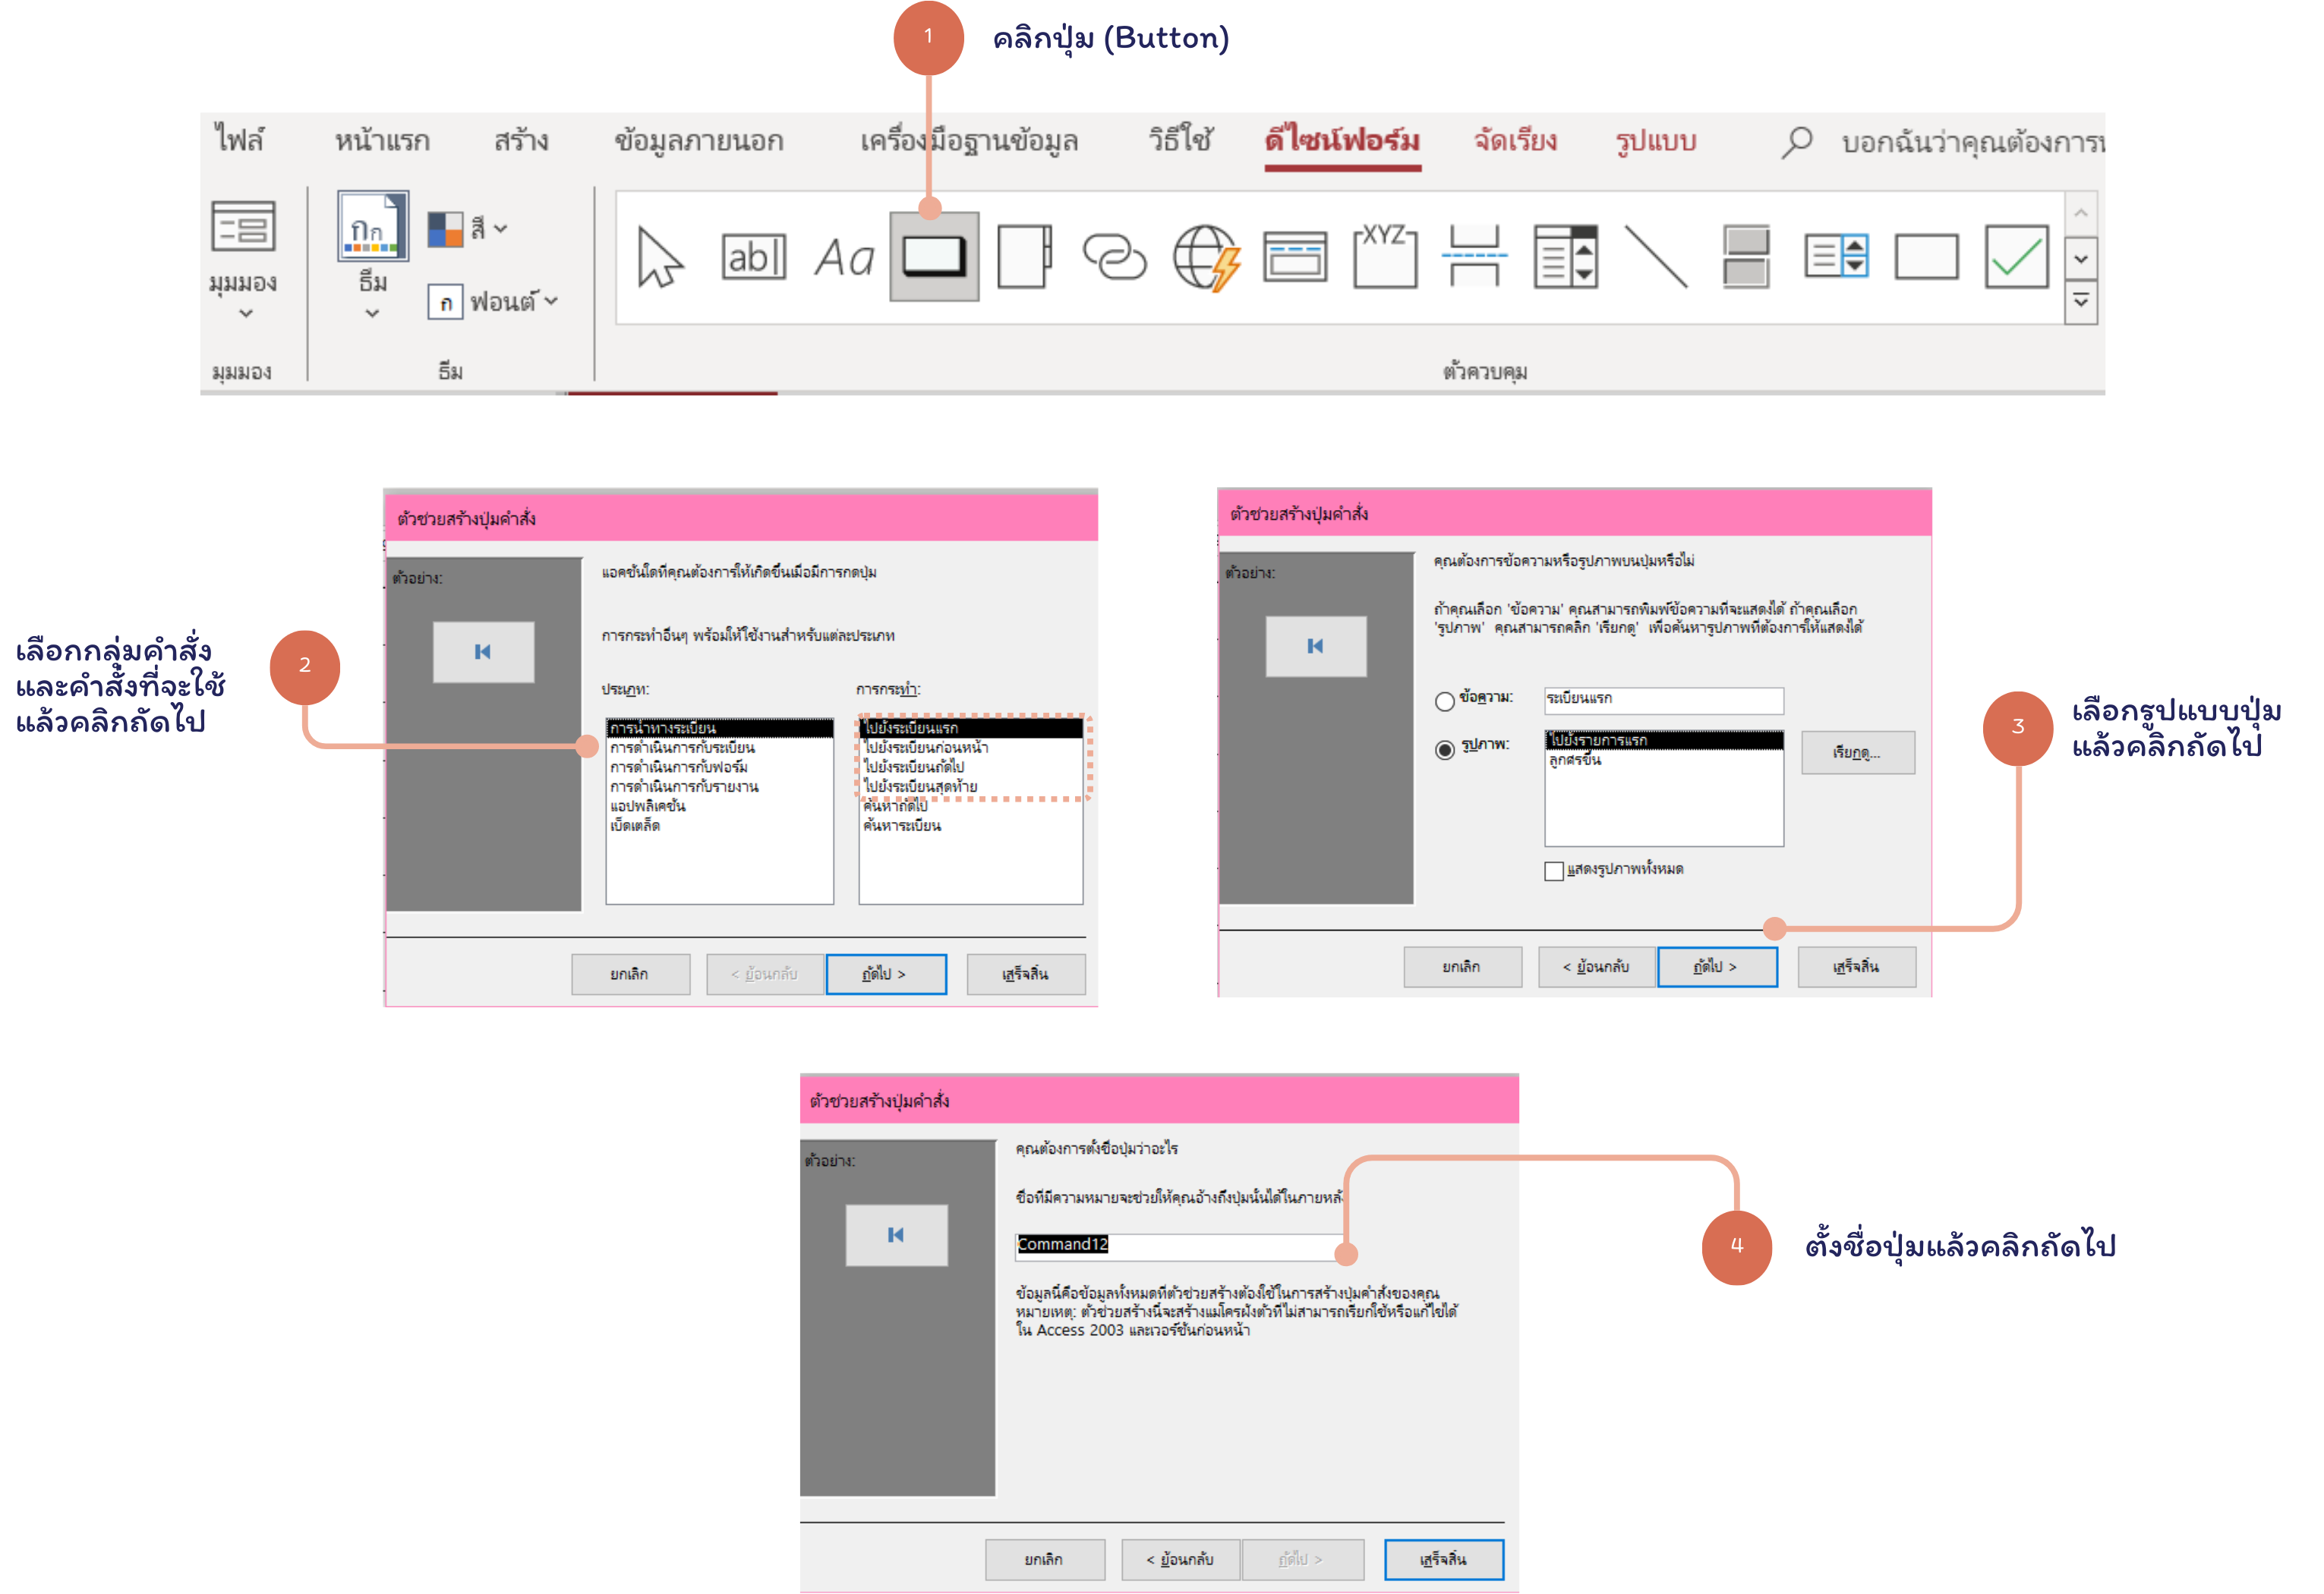 1
คลิกปุ่ม (Button)
ไฟล์ หน้าแรก สร้าง ข้อมูลภายนอก เครื่องมือฐานข้อมูล วิธีใช้ ดีไซน์ฟอร์ม จัดเรียง รูปแบบ บอกฉันว่าคุณต้องการ
มุมมอง
กก
ธีม
สี
ก ฟอนต์
ab Aa XYZ
มุมมอง ธีม ตัวควบคุม
2
เลือกกลุ่มคำสั่ง
และคำสั่งที่จะใช้
แล้วคลิกถัดไป
ตัวช่วยสร้างปุ่มคำสั่ง
ตัวอย่าง:
แอคชันใดที่คุณต้องการให้เกิดขึ้นเมื่อมีการกดปุ่ม
การกระทำอื่นๆ พร้อมให้ใช้งานสำหรับแต่ละประเภท
ประเภท: การกระทำ:
การนำทางระเบียน
การดำเนินการกับระเบียน
การดำเนินการกับฟอร์ม
การดำเนินการกับรายงาน
แอปพลิเคชัน
เบ็ดเตล็ด
ไปยังระเบียนแรก
ไปยังระเบียนก่อนหน้า
ไปยังระเบียนถัดไป
ไปยังระเบียนสุดท้าย
ค้นหาถัดไป
ค้นหาระเบียน
ยกเลิก < ย้อนกลับ ถัดไป > เสร็จสิ้น
ตัวช่วยสร้างปุ่มคำสั่ง
ตัวอย่าง:
คุณต้องการข้อความหรือรูปภาพบนปุ่มหรือไม่
ถ้าคุณเลือก 'ข้อความ' คุณสามารถพิมพ์ข้อความที่จะแสดงได้ ถ้าคุณเลือก
'รูปภาพ' คุณสามารถคลิก 'เรียกดู' เพื่อค้นหารูปภาพที่ต้องการให้แสดงได้
ข้อความ: ระเบียนแรก
รูปภาพ: ไปยังรายการแรก
ลูกศรขึ้น
เรียกดู...
แสดงรูปภาพทั้งหมด
ยกเลิก < ย้อนกลับ ถัดไป > เสร็จสิ้น
3
เลือกรูปแบบปุ่ม
แล้วคลิกถัดไป
ตัวช่วยสร้างปุ่มคำสั่ง
ตัวอย่าง:
คุณต้องการตั้งชื่อปุ่มว่าอะไร
ชื่อที่มีความหมายจะช่วยให้คุณอ้างถึงปุ่มนั้นได้ในภายหลัง
Command12
ข้อมูลนี้คือข้อมูลทั้งหมดที่ตัวช่วยสร้างต้องใช้ในการสร้างปุ่มคำสั่งของคุณ
หมายเหตุ: ตัวช่วยสร้างนี้จะสร้างแมโครฝังตัวที่ไม่สามารถเรียกใช้หรือแก้ไขได้
ใน Access 2003 และเวอร์ชันก่อนหน้า
ยกเลิก < ย้อนกลับ ถัดไป > เสร็จสิ้น
4
ตั้งชื่อปุ่มแล้วคลิกถัดไป